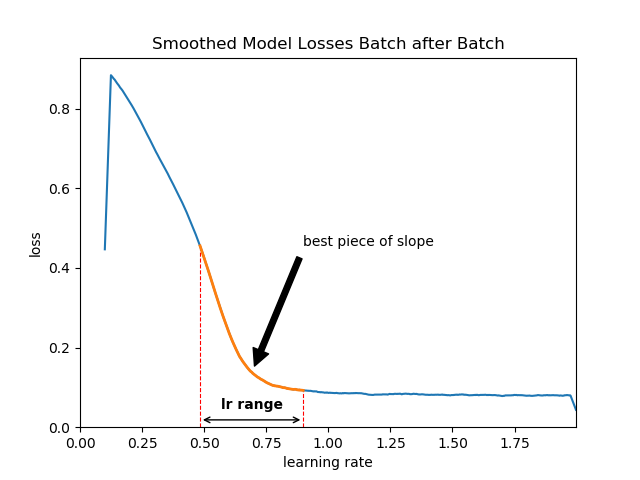 Smoothed Model Losses Batch after Batch
0.8
0.6
0.4
0.2
0.0
loss
best piece of slope
lr range
0.00 0.25 0.50 0.75 1.00 1.25 1.50 1.75
learning rate